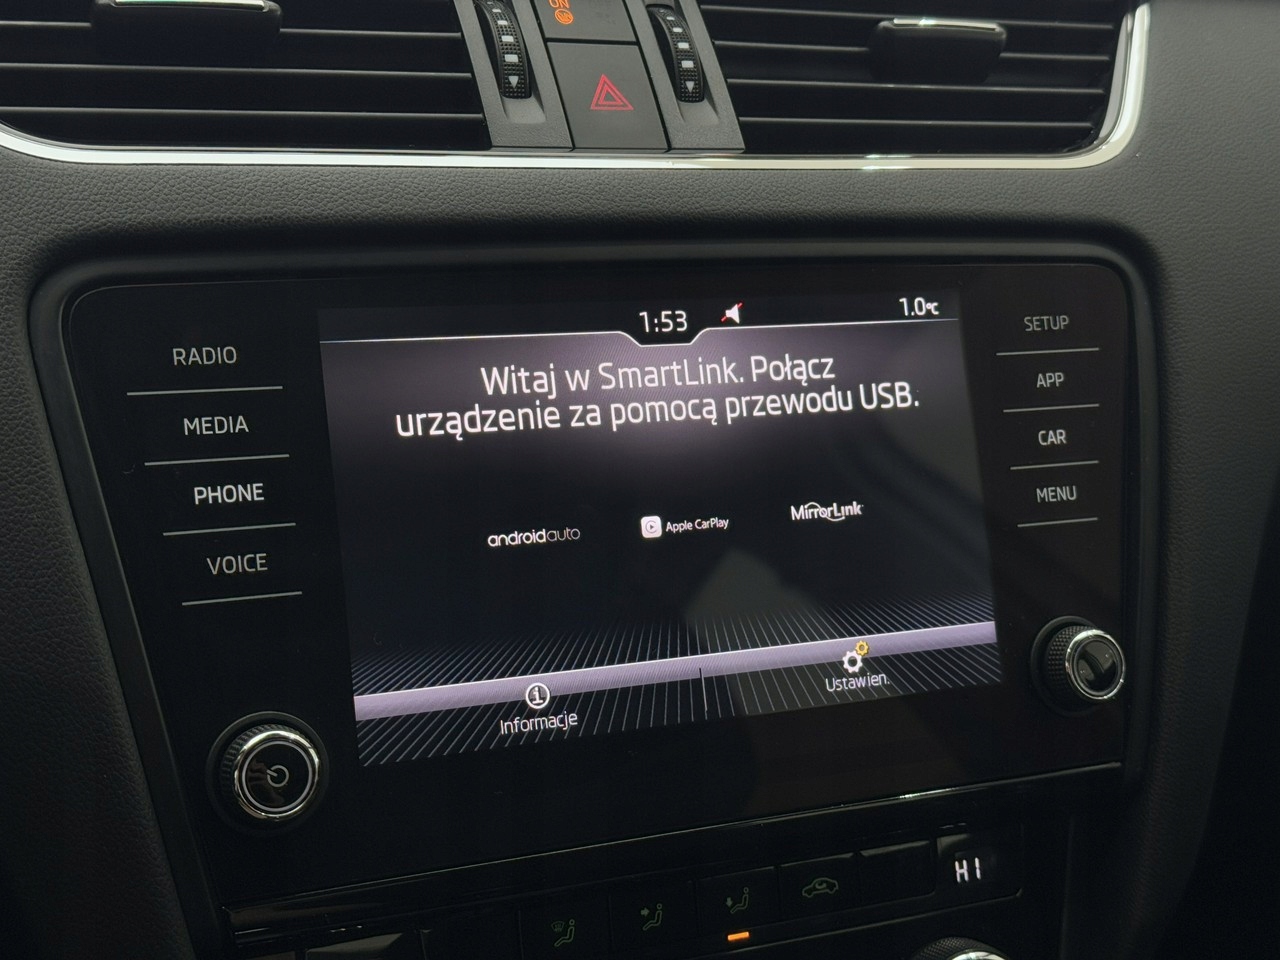 ON
1:53
1.0°C
Witaj w SmartLink. Połącz
urządzenie za pomocą przewodu USB.
androidauto
Apple CarPlay
MirrorLink
Informacje
Ustawien.
RADIO
MEDIA
PHONE
VOICE
SETUP
APP
CAR
MENU
HI